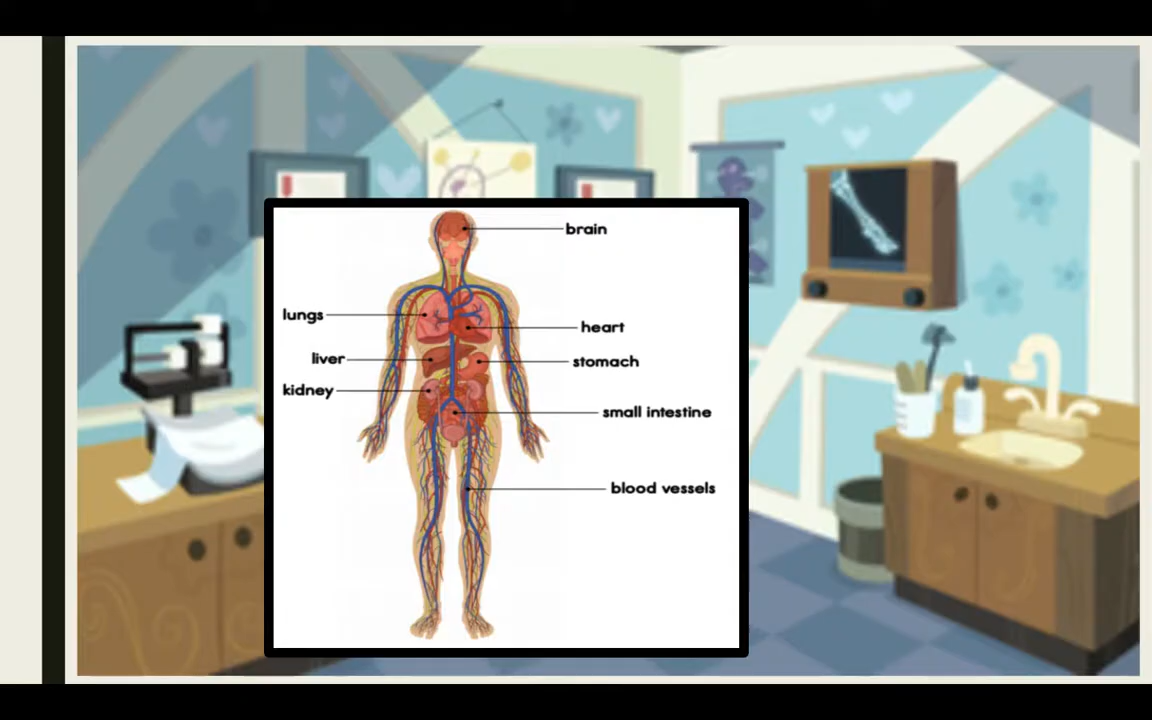 brain
lungs
heart
liver
stomach
kidney
small intestine
blood vessels